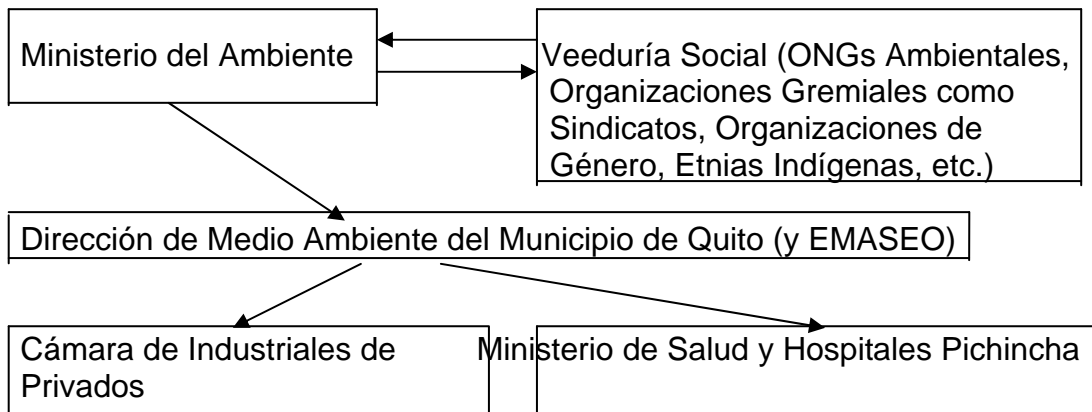 Ministerio del Ambiente
Veeduría Social (ONGs Ambientales,
Organizaciones Gremiales como
Sindicatos, Organizaciones de
Género, Etnias Indígenas, etc.)
Dirección de Medio Ambiente del Municipio de Quito (y EMASEO)
Cámara de Industriales de
Privados
Ministerio de Salud y Hospitales Pichincha